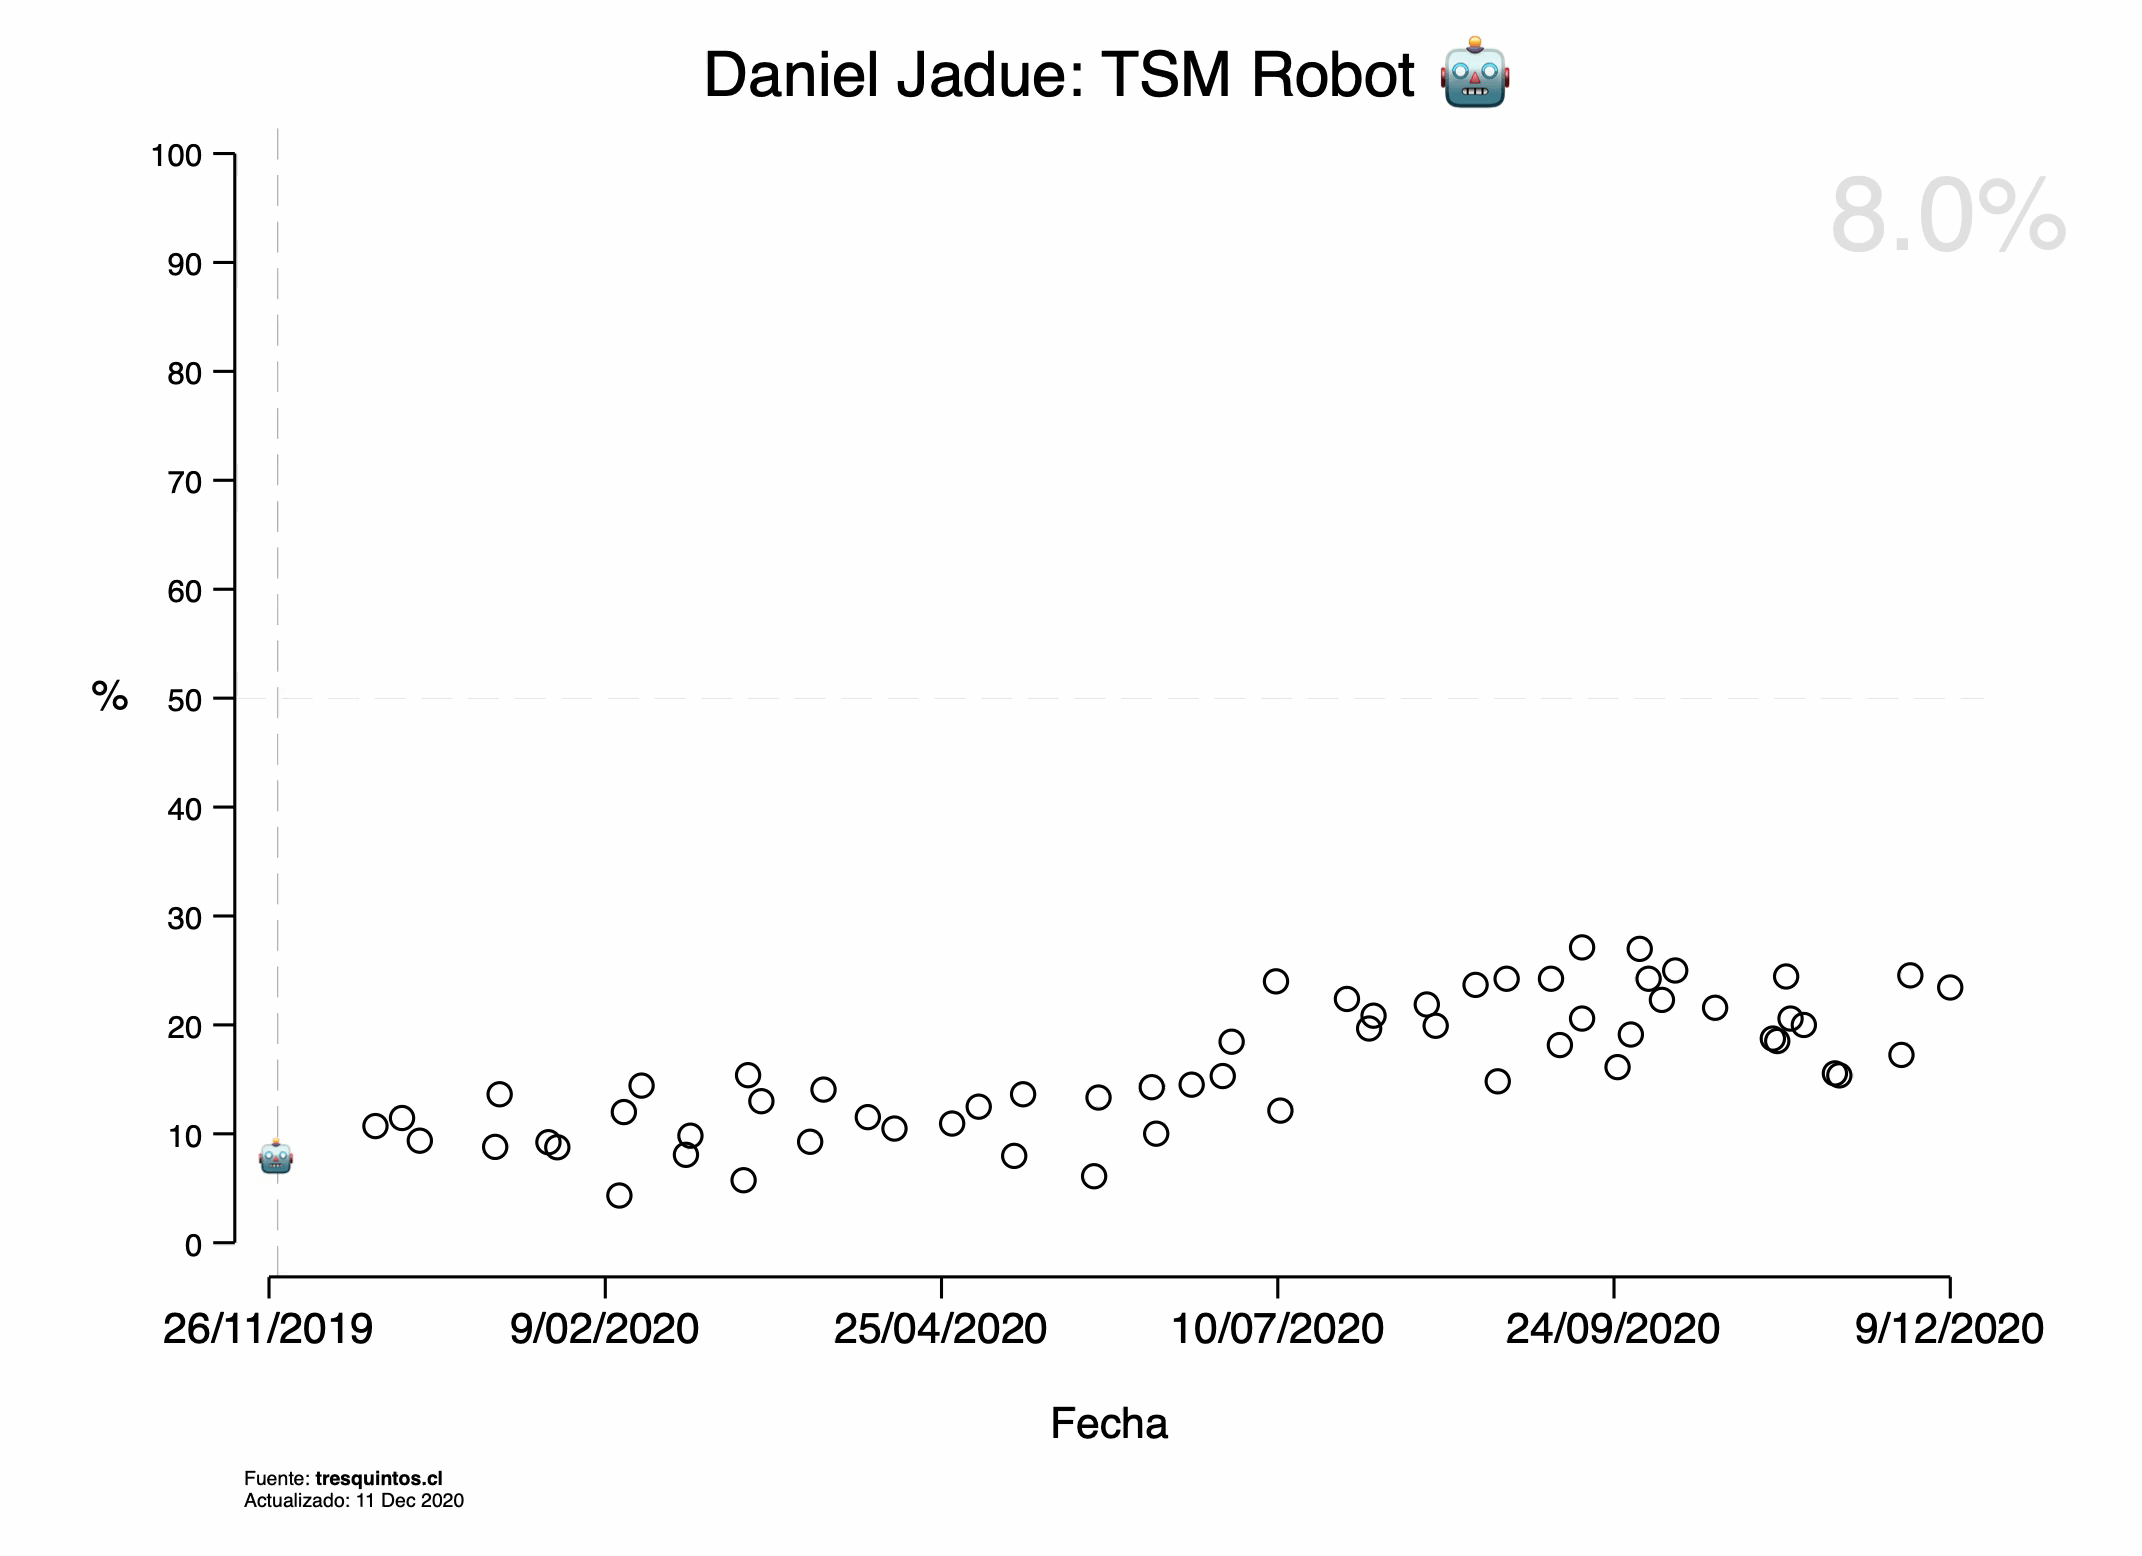 Daniel Jadue: TSM Robot 🤖
8.0%
100
90
80
70
60
% 50
40
30
20
10
0
26/11/2019 9/02/2020 25/04/2020 10/07/2020 24/09/2020 9/12/2020
Fecha
Fuente: tresquintos.cl
Actualizado: 11 Dec 2020